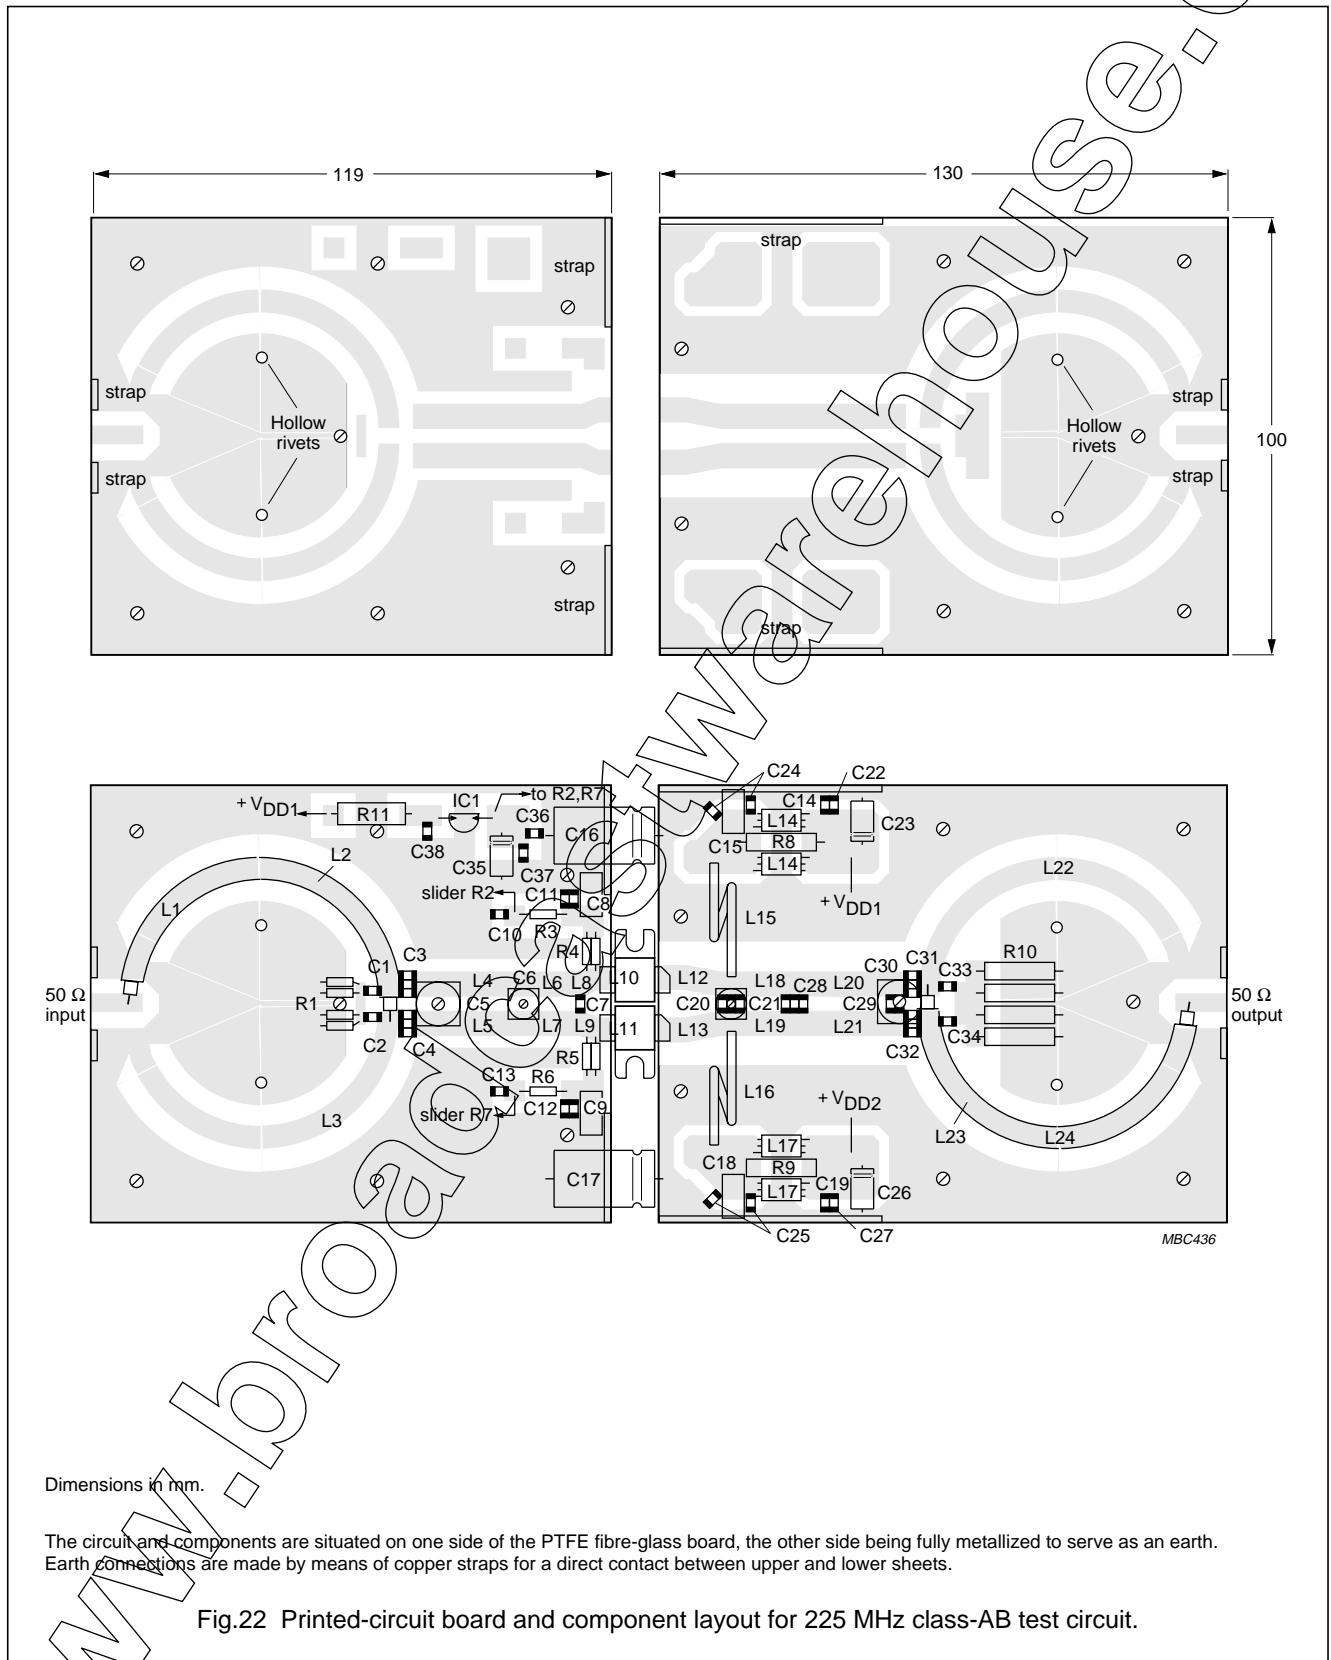 119
130
strap
strap
strap
strap
Hollow
rivets
Hollow
rivets
strap
100
strap
strap
strap
strap
C24
C22
+ VDD1
IC1
to R2,R7
R11
C36
C16
C14
L14
C23
C38
C35
C37
C15
R8
L14
L2
L22
slider R2
C11
C8
+ VDD1
L1
L15
C10
R3
R4
C3
C1
L4
C6
L6
L8
L10
L12
L18
L20
C30
C31
C33
R10
50 Ω
input
R1
C5
C7
C20
C21
C28
C29
50 Ω
output
L5
L7
L9
L11
L13
L19
L21
C2
C4
C32
C34
R5
C13
R6
L16
+ VDD2
slider R7
C12
C9
L3
L23
L24
L17
C17
C18
R9
C19
L17
C26
C25
C27
MBC436
Dimensions in mm.
The circuit and components are situated on one side of the PTFE fibre-glass board, the other side being fully metallized to serve as an earth.
Earth connections are made by means of copper straps for a direct contact between upper and lower sheets.
Fig.22 Printed-circuit board and component layout for 225 MHz class-AB test circuit.